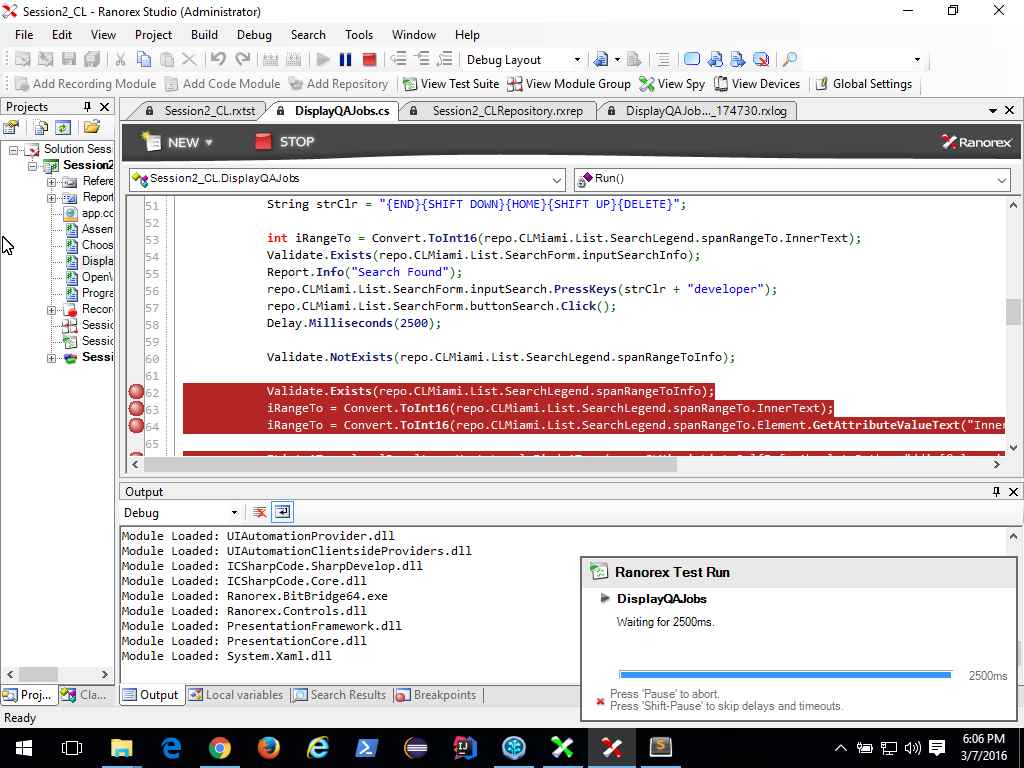 Session2_CL - Ranorex Studio (Administrator)
File Edit View Project Build Debug Search Tools Window Help
Debug Layout
Add Recording Module Add Code Module Add Repository View Test Suite View Module Group View Spy View Devices Global Settings
Projects
Session2_CL.rxtst DisplayQAJobs.cs Session2_CLRepository.rxrep DisplayQAJob..._174730.rxlog
NEW STOP Ranorex
Solution Sess
Session2
Refere
Report
app.cc
Assem
Choos
Displa
OpenV
Progra
Recor
Sessic
Sessic
Sessi
Session2_CL.DisplayQAJobs Run()
51 String strClr = "{END}{SHIFT DOWN}{HOME}{SHIFT UP}{DELETE}";
52
53 int iRangeTo = Convert.ToInt16(repo.CLMiami.List.SearchLegend.spanRangeTo.InnerText);
54 Validate.Exists(repo.CLMiami.List.SearchForm.inputSearchInfo);
55 Report.Info("Search Found");
56 repo.CLMiami.List.SearchForm.inputSearch.PressKeys(strClr + "developer");
57 repo.CLMiami.List.SearchForm.buttonSearch.Click();
58 Delay.Milliseconds(2500);
59
60 Validate.NotExists(repo.CLMiami.List.SearchLegend.spanRangeToInfo);
61
62 Validate.Exists(repo.CLMiami.List.SearchLegend.spanRangeToInfo);
63 iRangeTo = Convert.ToInt16(repo.CLMiami.List.SearchLegend.spanRangeTo.InnerText);
64 iRangeTo = Convert.ToInt16(repo.CLMiami.List.SearchLegend.spanRangeTo.Element.GetAttributeValueText("Inner
65
Output
Debug
Module Loaded: UIAutomationProvider.dll
Module Loaded: UIAutomationClientsideProviders.dll
Module Loaded: ICSharpCode.SharpDevelop.dll
Module Loaded: ICSharpCode.Core.dll
Module Loaded: Ranorex.BitBridge64.exe
Module Loaded: Ranorex.Controls.dll
Module Loaded: PresentationFramework.dll
Module Loaded: PresentationCore.dll
Module Loaded: System.Xaml.dll
Ranorex Test Run
DisplayQAJobs
Waiting for 2500ms.
2500ms
Press 'Pause' to abort.
Press 'Shift-Pause' to skip delays and timeouts.
Proj... Cla... Output Local variables Search Results Breakpoints
Ready
6:06 PM
3/7/2016